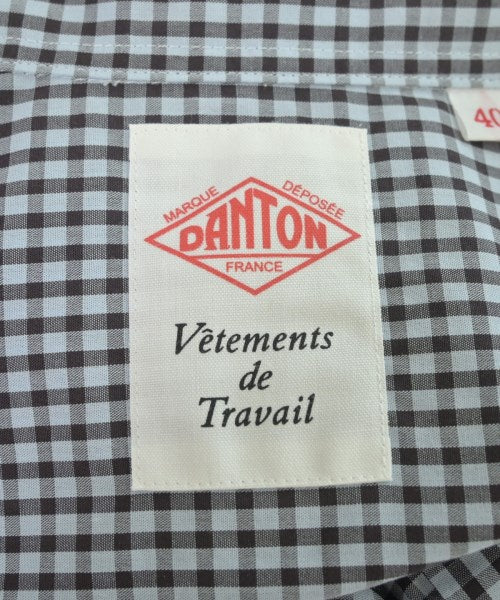 MARQUE DÉPOSÉE
DANTON
FRANCE
Vêtements
de
Travail
40